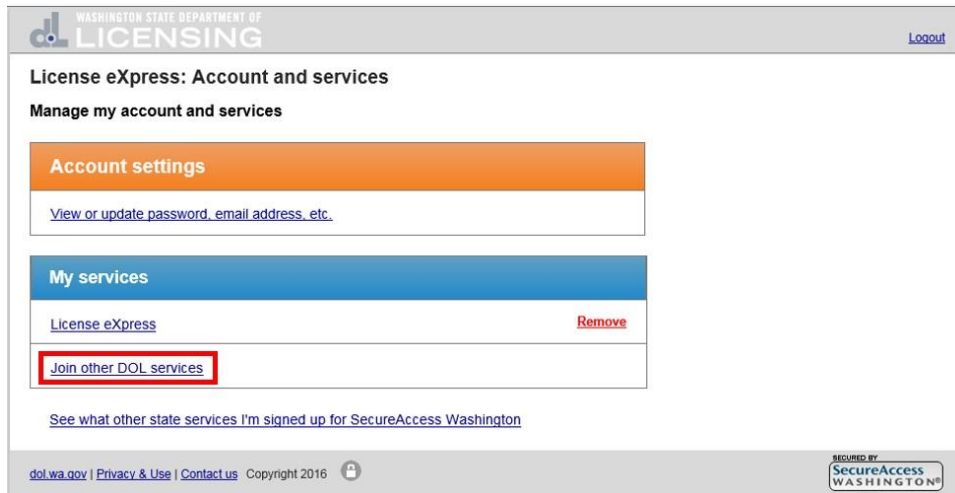 WASHINGTON STATE DEPARTMENT OF
dol LICENSING
Logout
License eXpress: Account and services
Manage my account and services
Account settings
View or update password, email address, etc.
My services
License eXpress Remove
Join other DOL services
See what other state services I'm signed up for SecureAccess Washington
dol.wa.gov | Privacy & Use | Contact us Copyright 2016
SECURED BY
SecureAccess
WASHINGTON®